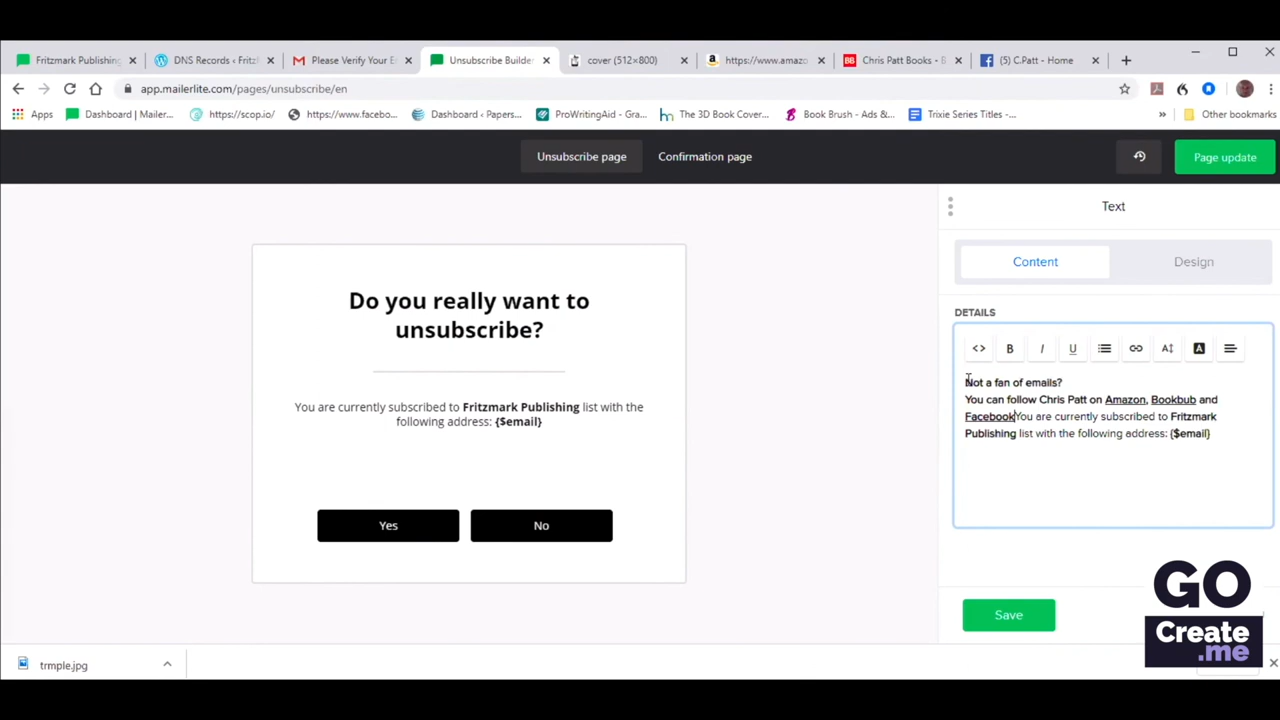 Fritzmark Publishing
DNS Records ‹ Fritz
Please Verify Your E
Unsubscribe Builder
cover (512×800)
https://www.amazo
Chris Patt Books - B
(5) C.Patt - Home
app.mailerlite.com/pages/unsubscribe/en
Apps
Dashboard | Mailer...
https://scop.io/
https://www.facebo...
Dashboard ‹ Papers...
ProWritingAid - Gra...
The 3D Book Cover...
Book Brush - Ads &...
Trixie Series Titles -...
Other bookmarks
Unsubscribe page
Confirmation page
Page update
Text
Content
Design
Do you really want to
unsubscribe?
You are currently subscribed to Fritzmark Publishing list with the
following address: {$email}
Yes
No
DETAILS
Not a fan of emails?
You can follow Chris Patt on Amazon, Bookbub and
FacebookYou are currently subscribed to Fritzmark
Publishing list with the following address: {$email}
Save
trmple.jpg
GO
Create
.me